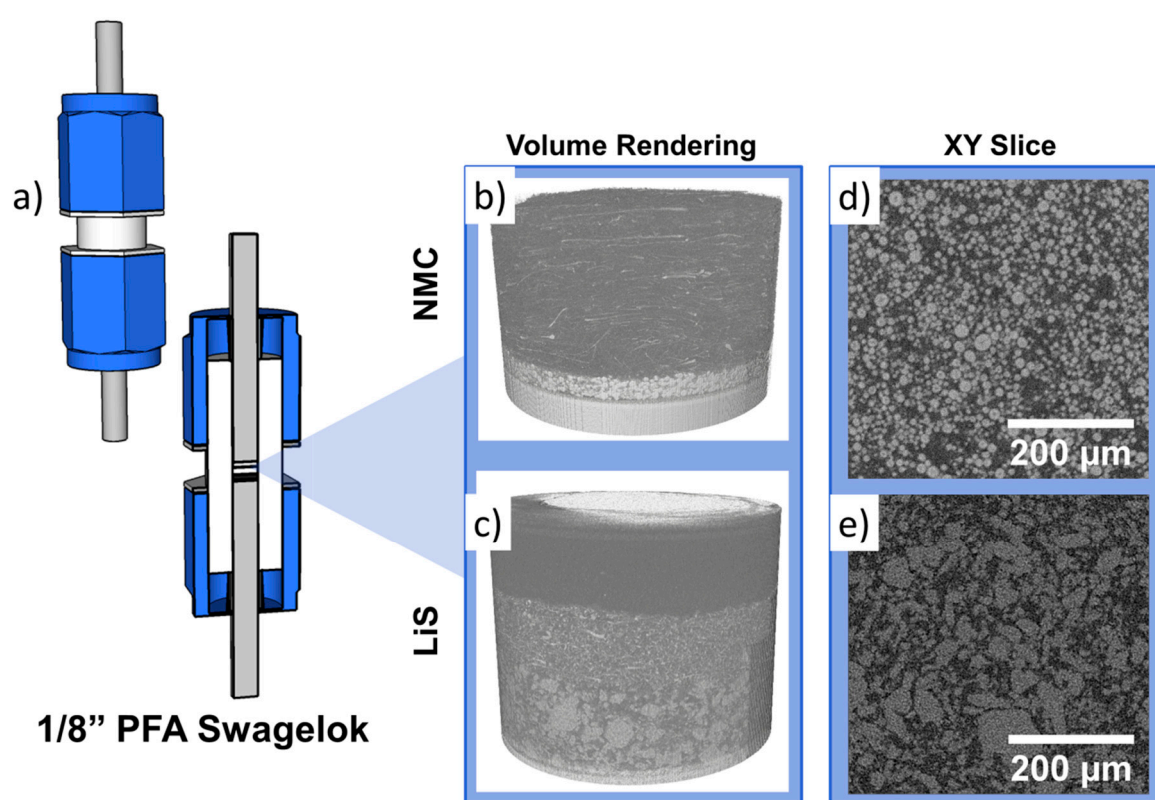 a)
1/8” PFA Swagelok
Volume Rendering
XY Slice
NMC
b)
d)
200 µm
LiS
c)
e)
200 µm